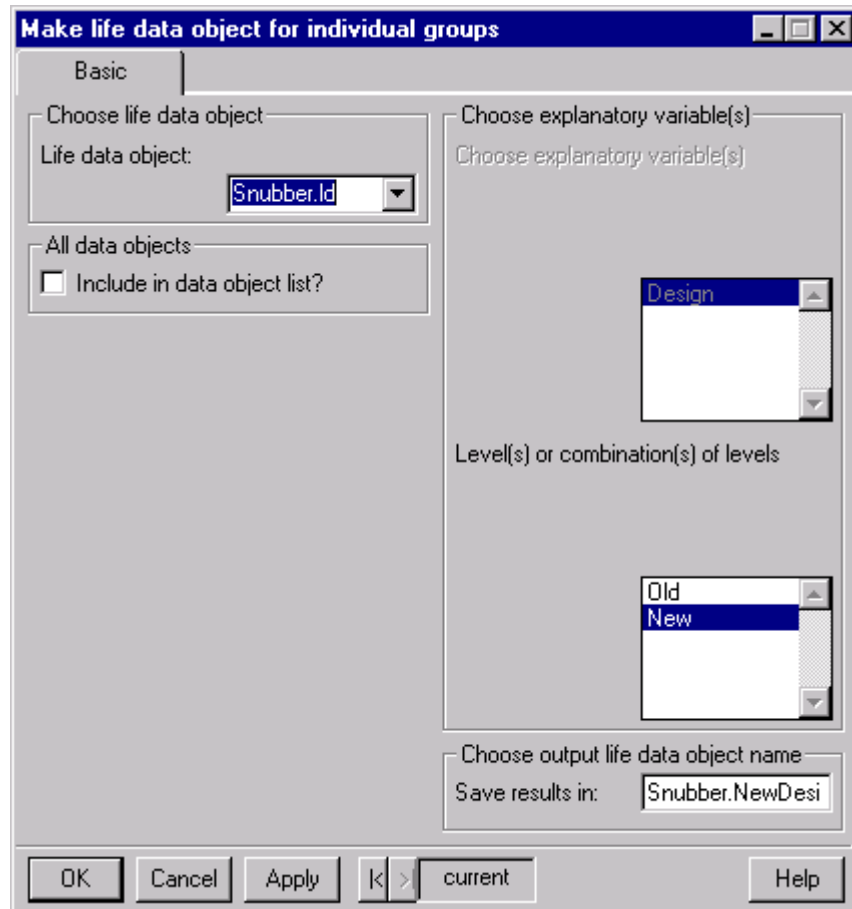 Make life data object for individual groups
Basic
Choose life data object
Life data object:
Snubber.ld
All data objects
Include in data object list?
Choose explanatory variable(s)
Choose explanatory variable(s)
Design
Level(s) or combination(s) of levels
Old
New
Choose output life data object name
Save results in:
Snubber.NewDesi
OK
Cancel
Apply
current
Help